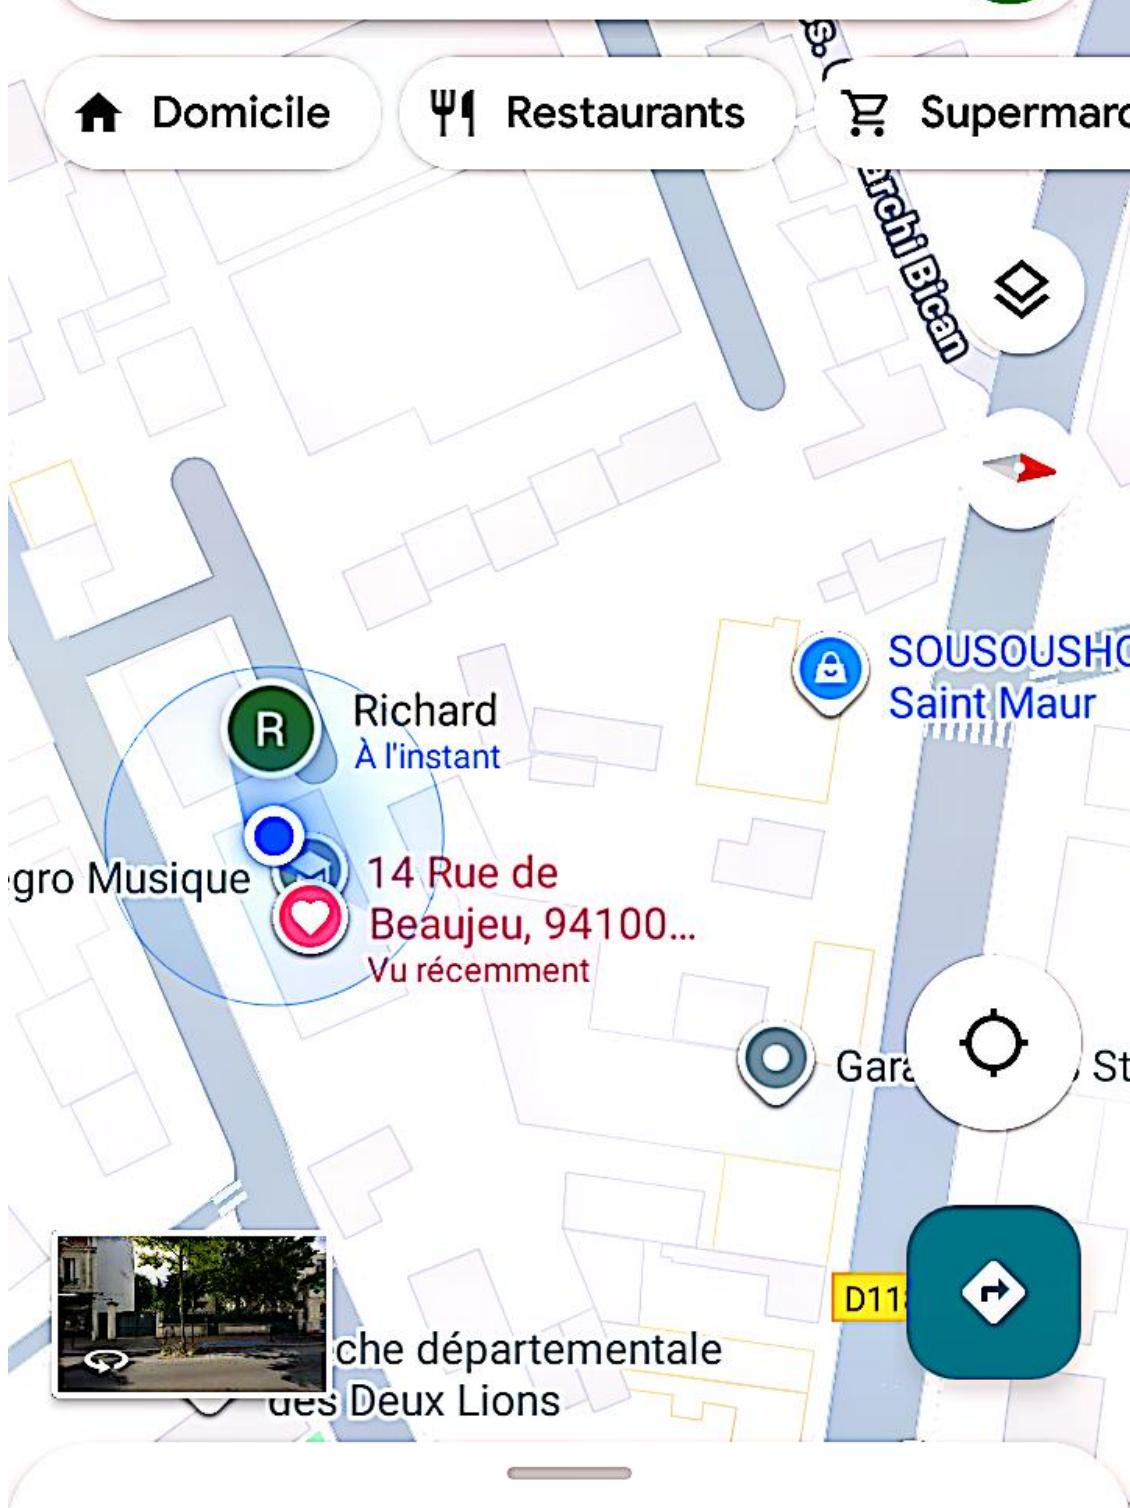 s. (
Domicile
Restaurants
Supermarc
archi Bican
SOUSOUSHO
Saint Maur
Richard
R
À l'instant
gro Musique
14 Rue de
Beaujeu, 94100...
Vu récemment
Gara
St
D11
che départementale
des Deux Lions